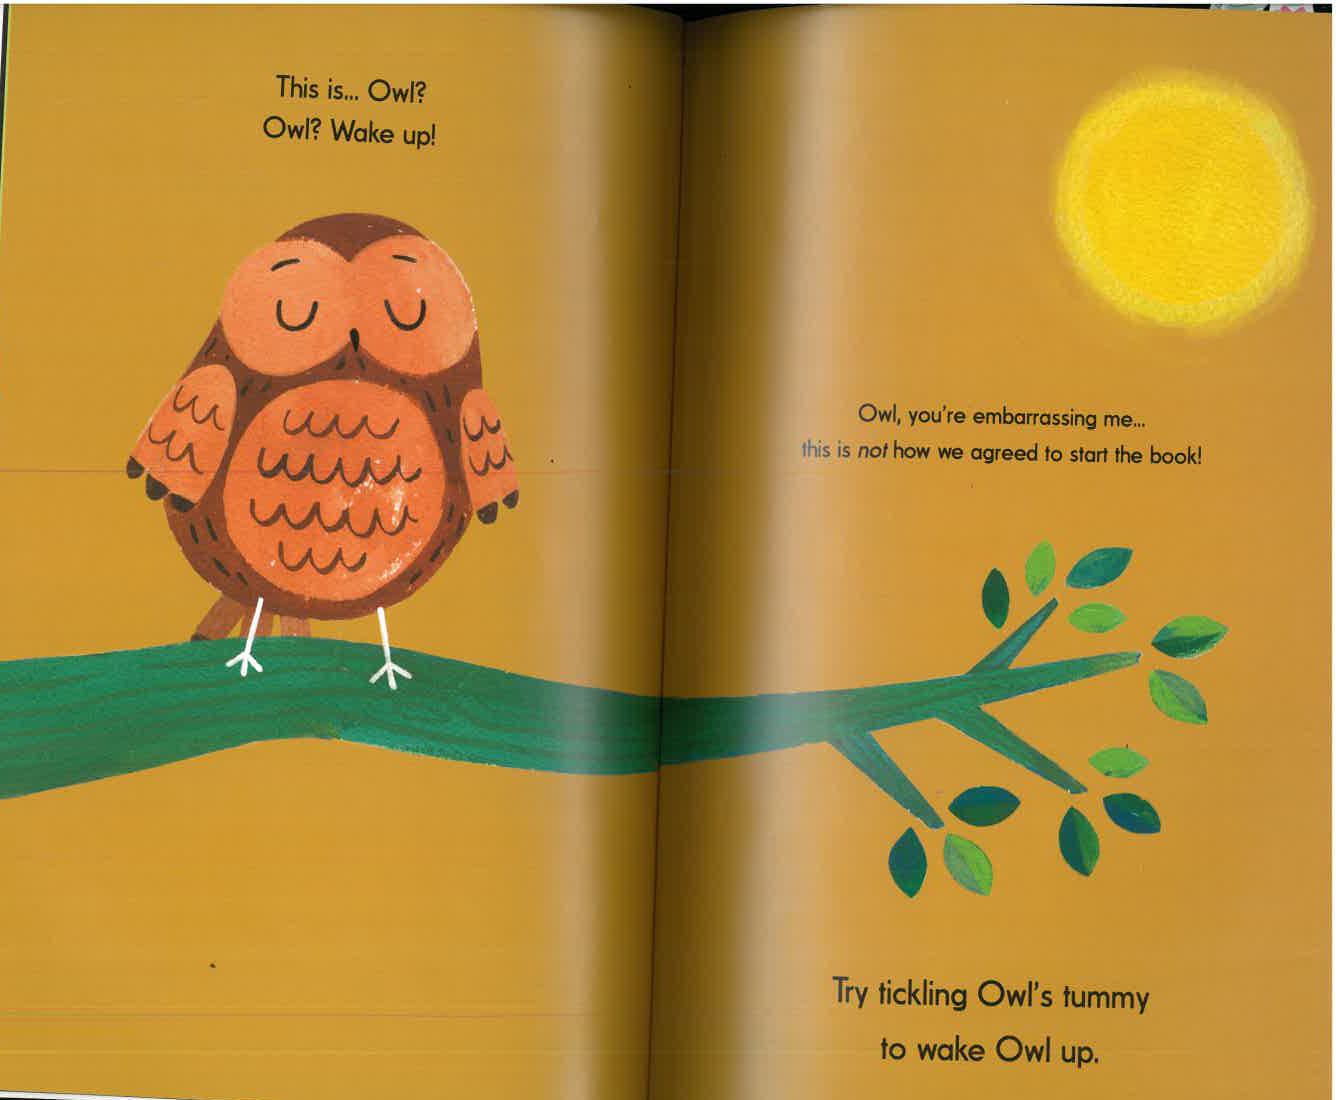 This is... Owl?
Owl? Wake up!
Owl, you're embarrassing me...
this is not how we agreed to start the book!
Try tickling Owl's tummy
to wake Owl up.